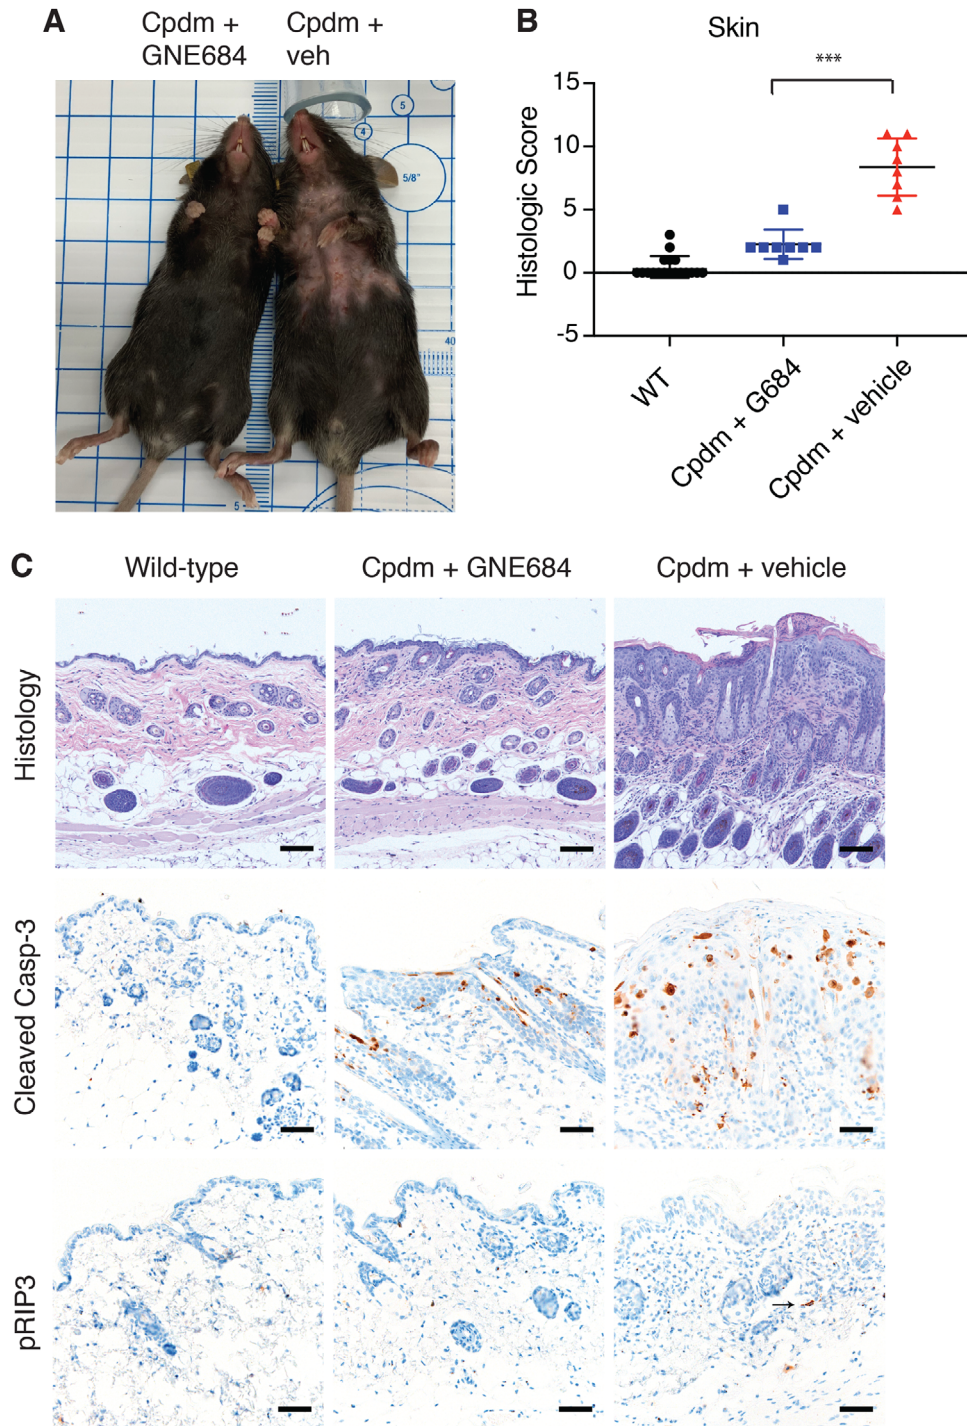 A
Cpdm +
GNE684
Cpdm +
veh
5
4
5/8"
40
5
B
Skin
***
Histologic Score
15
10
5
0
-5
WT
Cpdm + G684
Cpdm + vehicle
C
Wild-type
Cpdm + GNE684
Cpdm + vehicle
Histology
Cleaved Casp-3
pRIP3